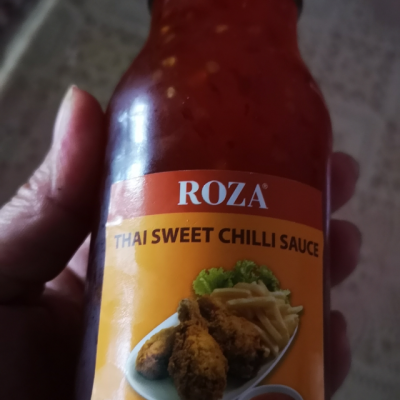 ROZA®
THAI SWEET CHILLI SAUCE